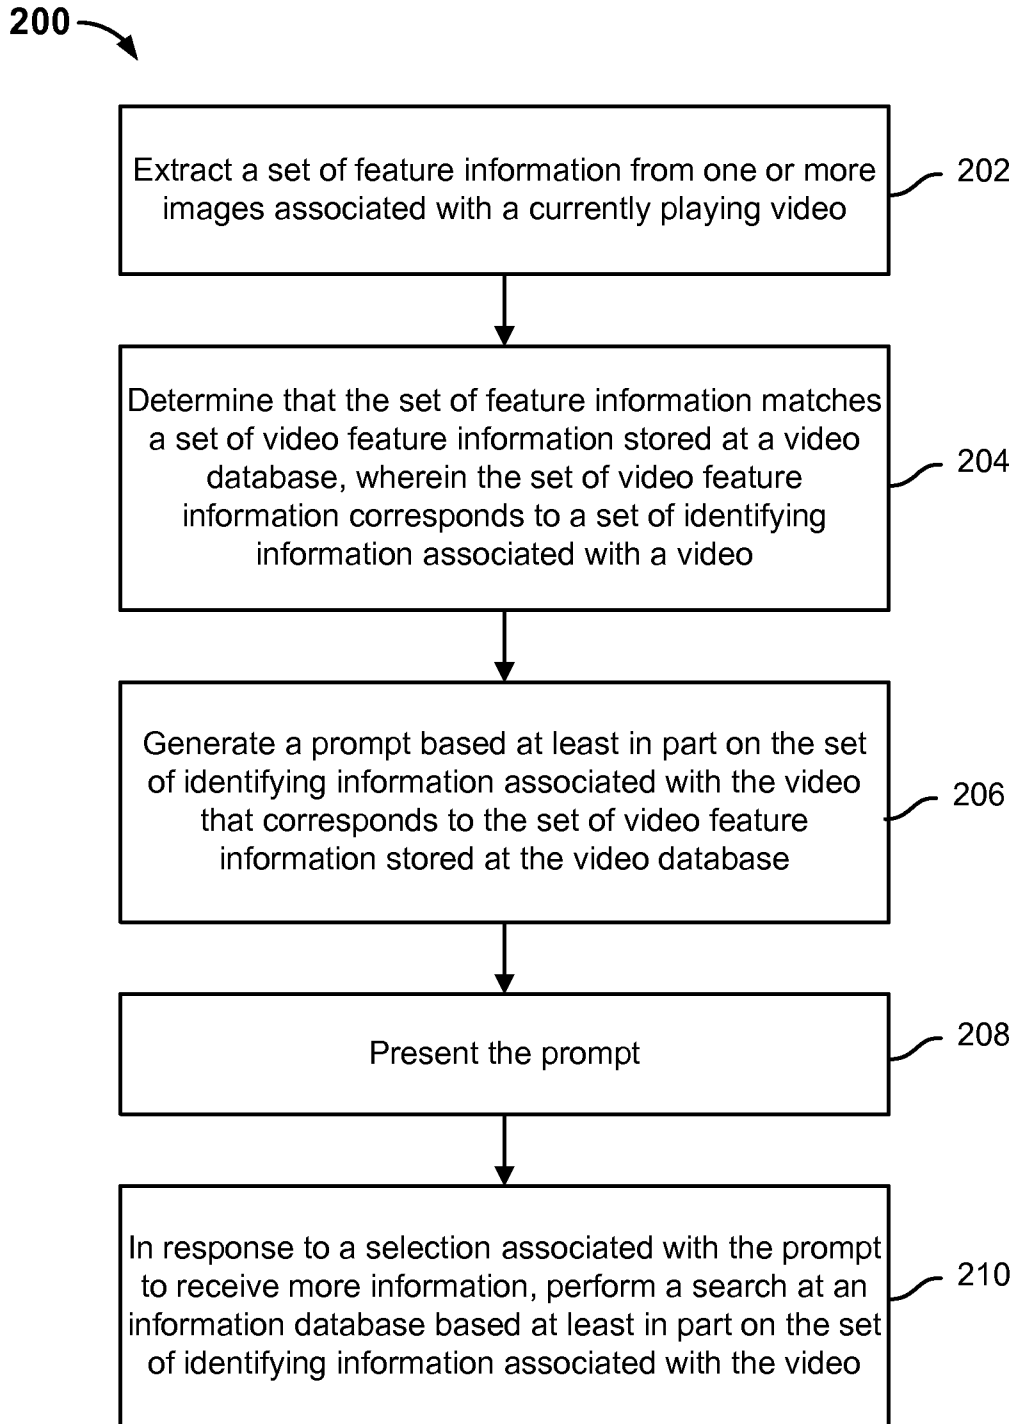 200
Extract a set of feature information from one or more
images associated with a currently playing video
202
Determine that the set of feature information matches
a set of video feature information stored at a video
database, wherein the set of video feature
information corresponds to a set of identifying
information associated with a video
204
Generate a prompt based at least in part on the set
of identifying information associated with the video
that corresponds to the set of video feature
information stored at the video database
206
Present the prompt
208
In response to a selection associated with the prompt
to receive more information, perform a search at an
information database based at least in part on the set
of identifying information associated with the video
210